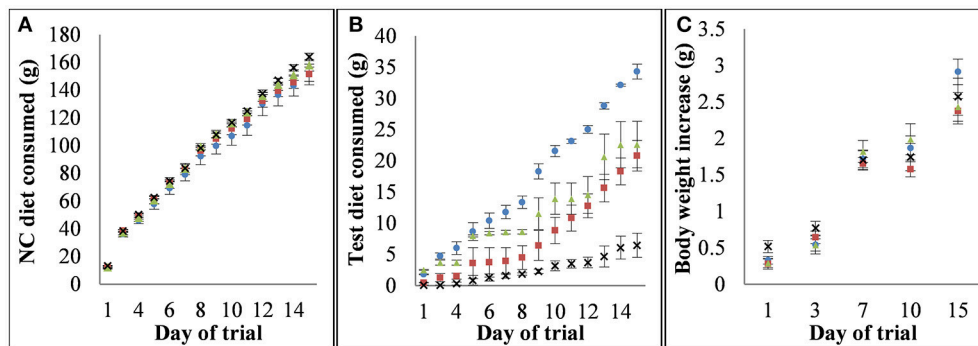 A
NC diet consumed (g)
180
160
140
120
100
80
60
40
20
0
1 4 6 8 10 12 14
Day of trial
B
Test diet consumed (g)
40
35
30
25
20
15
10
5
0
1 4 6 8 10 12 14
Day of trial
C
Body weight increase (g)
3.5
3
2.5
2
1.5
1
0.5
0
1 3 7 10 15
Day of trial